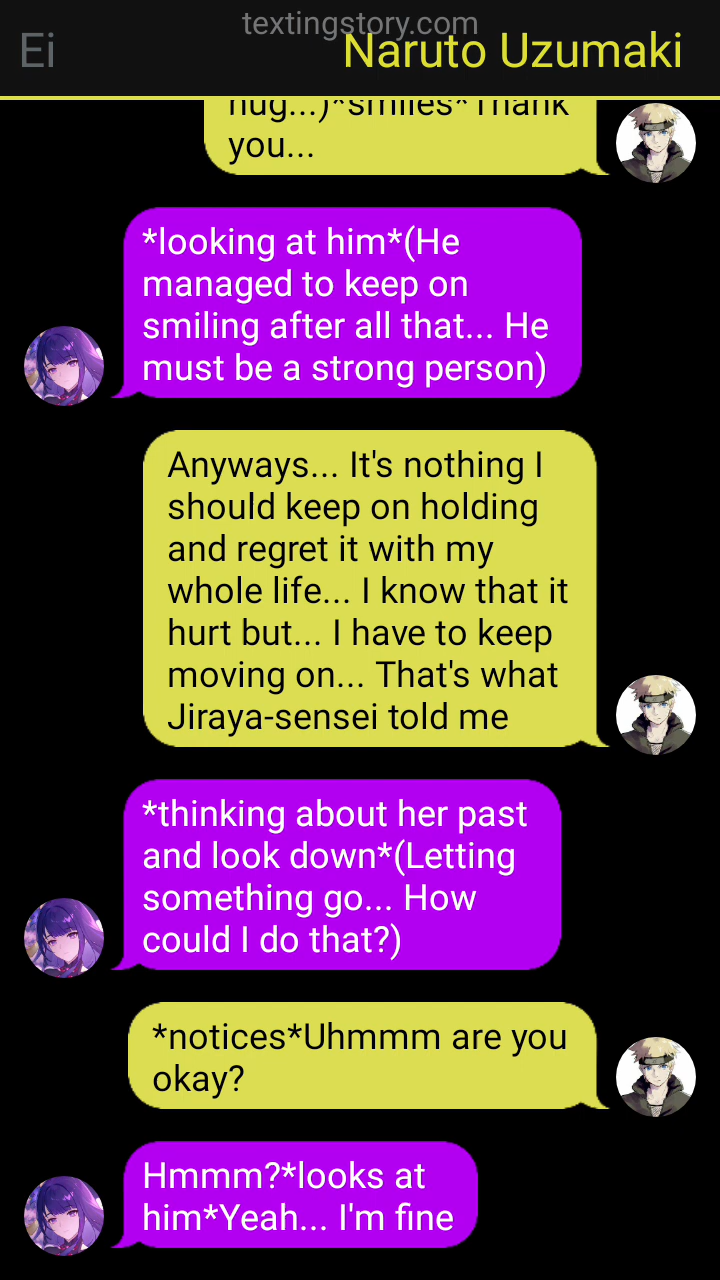 textingstory.com
Ei
Naruto Uzumaki
hug...)*smiles*Thank
you...
*looking at him*(He
managed to keep on
smiling after all that... He
must be a strong person)
Anyways... It's nothing I
should keep on holding
and regret it with my
whole life... I know that it
hurt but... I have to keep
moving on... That's what
Jiraya-sensei told me
*thinking about her past
and look down*(Letting
something go... How
could I do that?)
*notices*Uhmmm are you
okay?
Hmmm?*looks at
him*Yeah... I'm fine